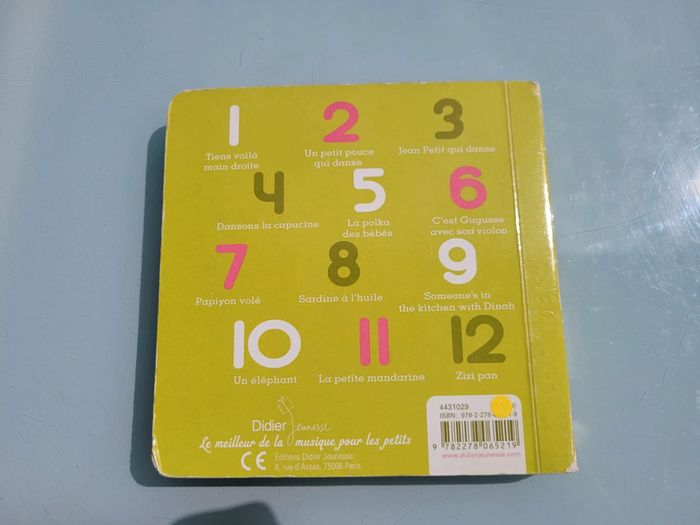 1
Tiens voilà
main droite
2
Un petit pouce
qui danse
3
Jean Petit qui danse
4
Dansons la capucine
5
La polka
des bébés
6
C'est Gugusse
avec son violon
7
Papiyon volé
8
Sardine à l'huile
9
Someone's in
the kitchen with Dinah
10
Un éléphant
11
La petite mandarine
12
Zizi pan
Didier Jeunesse
Le meilleur de la musique pour les petits
CE
Éditions Didier Jeunesse
8, rue d'Assas, 75006 Paris.
4431029
ISBN: 978-2-278
9 782278 065219
www.didierjeunesse.com